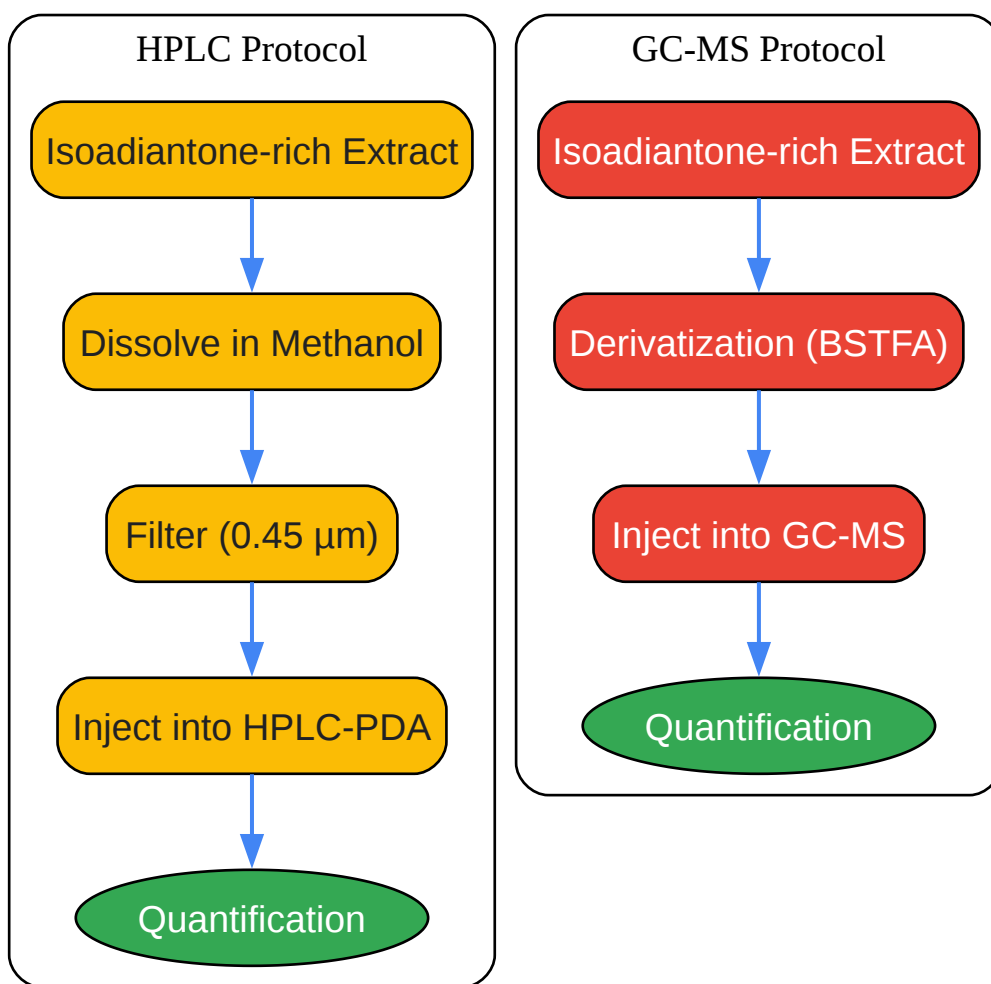 HPLC Protocol
Isoadiantone-rich Extract
Dissolve in Methanol
Filter (0.45 µm)
Inject into HPLC-PDA
Quantification
GC-MS Protocol
Isoadiantone-rich Extract
Derivatization (BSTFA)
Inject into GC-MS
Quantification